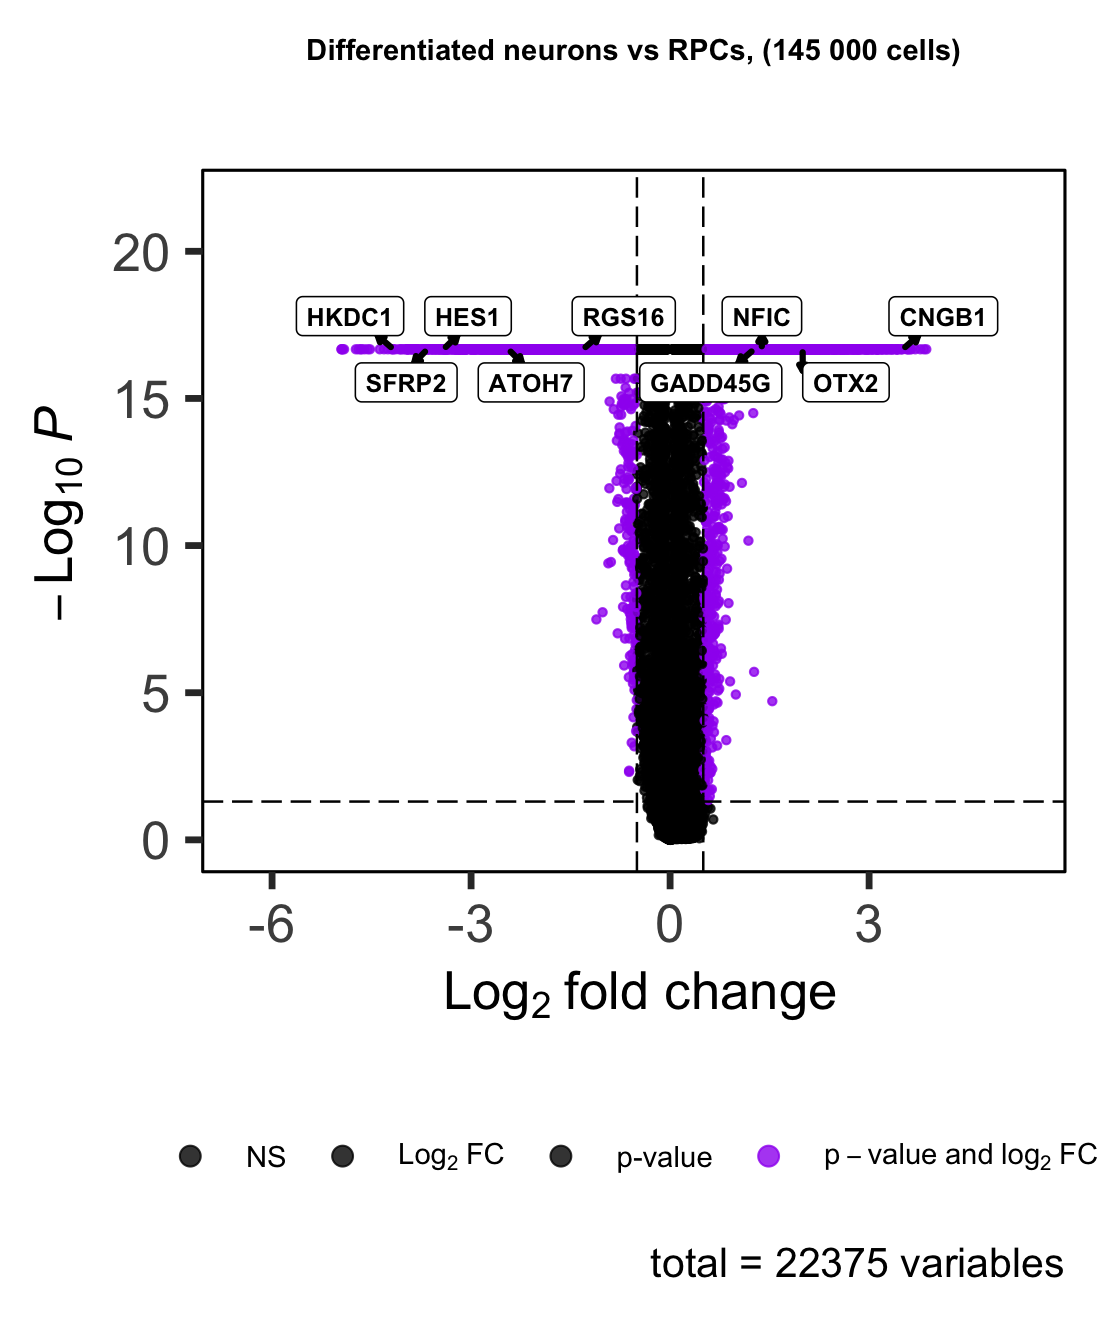 Differentiated neurons vs RPCs, (145 000 cells)
20
15
10
5
0
– Log10 P
HKDC1 HES1 RGS16 NFIC CNGB1
SFRP2 ATOH7 GADD45G OTX2
-6 -3 0 3
Log2 fold change
NS Log2 FC p-value p – value and log2 FC
total = 22375 variables